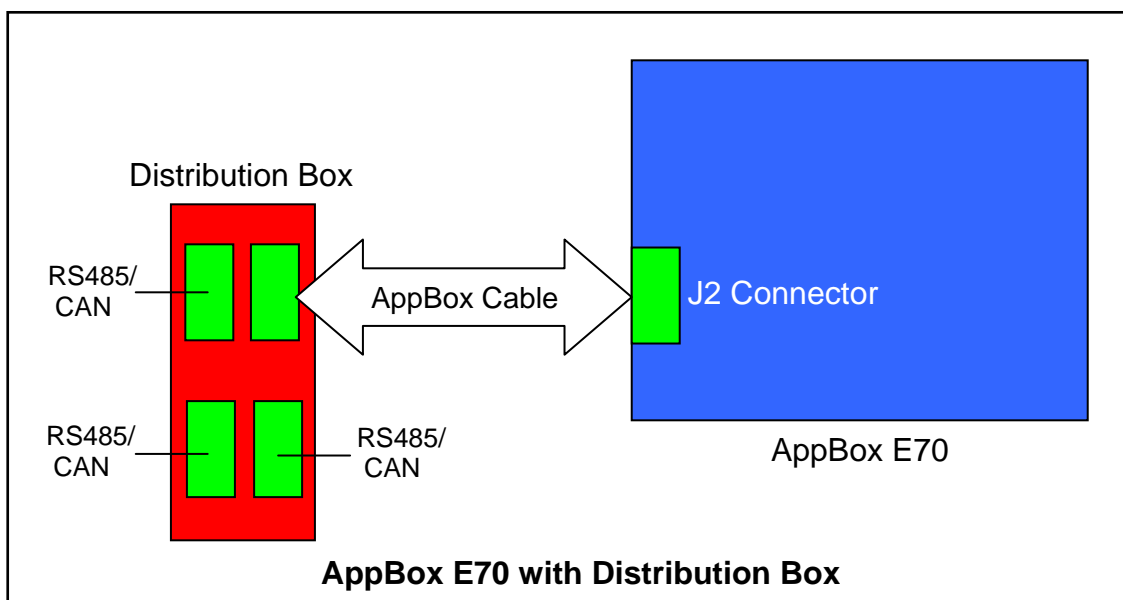 Distribution Box
RS485/
CAN
AppBox Cable
J2 Connector
RS485/
CAN
RS485/
CAN
AppBox E70
AppBox E70 with Distribution Box